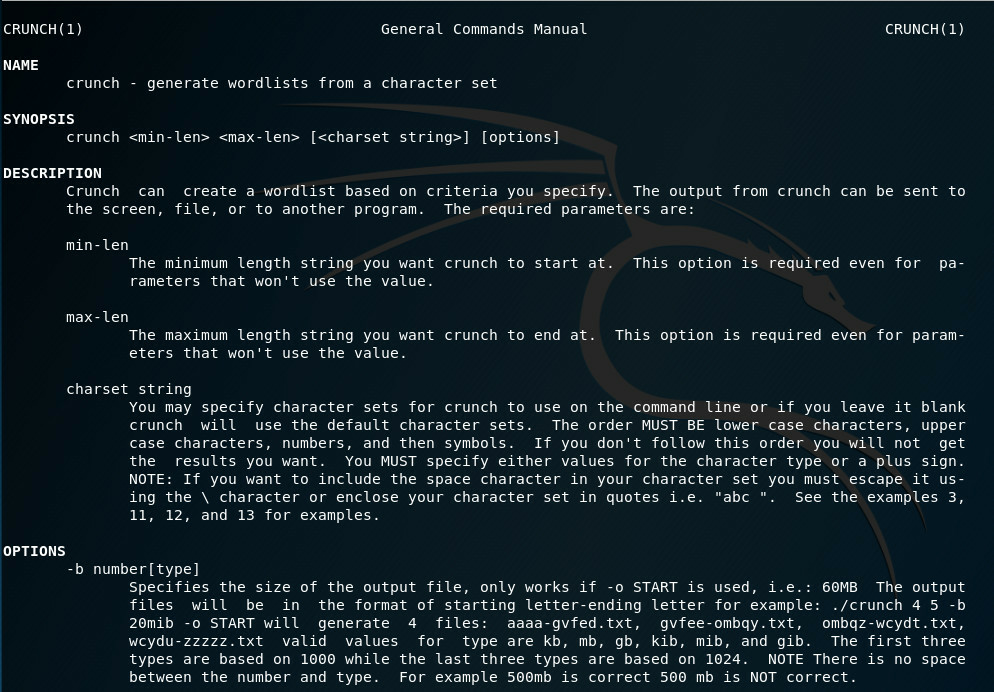 CRUNCH(1) General Commands Manual CRUNCH(1)
NAME
crunch - generate wordlists from a character set
SYNOPSIS
crunch <min-len> <max-len> [<charset string>] [options]
DESCRIPTION
Crunch can create a wordlist based on criteria you specify. The output from crunch can be sent to
the screen, file, or to another program. The required parameters are:
min-len
The minimum length string you want crunch to start at. This option is required even for pa-
rameters that won't use the value.
max-len
The maximum length string you want crunch to end at. This option is required even for param-
eters that won't use the value.
charset string
You may specify character sets for crunch to use on the command line or if you leave it blank
crunch will use the default character sets. The order MUST BE lower case characters, upper
case characters, numbers, and then symbols. If you don't follow this order you will not get
the results you want. You MUST specify either values for the character type or a plus sign.
NOTE: If you want to include the space character in your character set you must escape it us-
ing the \ character or enclose your character set in quotes i.e. "abc ". See the examples 3,
11, 12, and 13 for examples.
OPTIONS
-b number[type]
Specifies the size of the output file, only works if -o START is used, i.e.: 60MB The output
files will be in the format of starting letter-ending letter for example: ./crunch 4 5 -b
20mib -o START will generate 4 files: aaaa-gvfed.txt, gvfee-ombqy.txt, ombqz-wcydt.txt,
wcydu-zzzzz.txt valid values for type are kb, mb, gb, kib, mib, and gib. The first three
types are based on 1000 while the last three types are based on 1024. NOTE There is no space
between the number and type. For example 500mb is correct 500 mb is NOT correct.